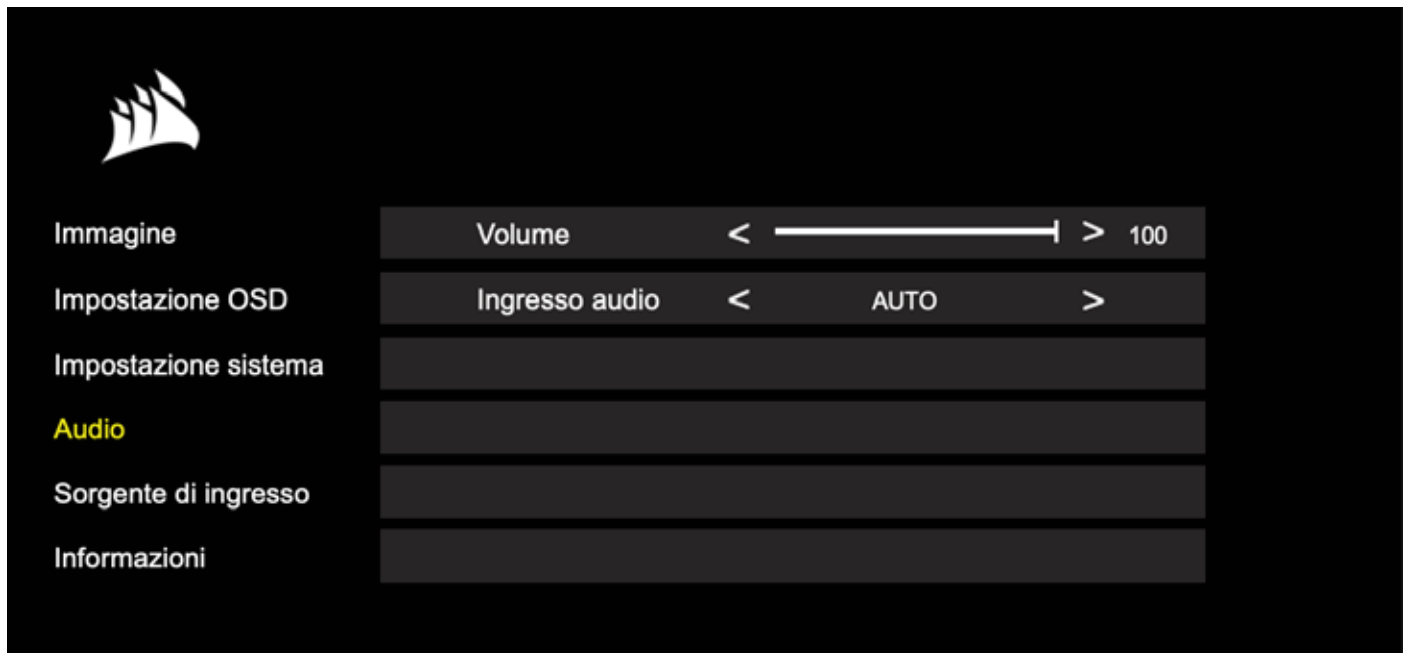 Immagine
Volume < > 100
Impostazione OSD
Ingresso audio < AUTO >
Impostazione sistema
Audio
Sorgente di ingresso
Informazioni